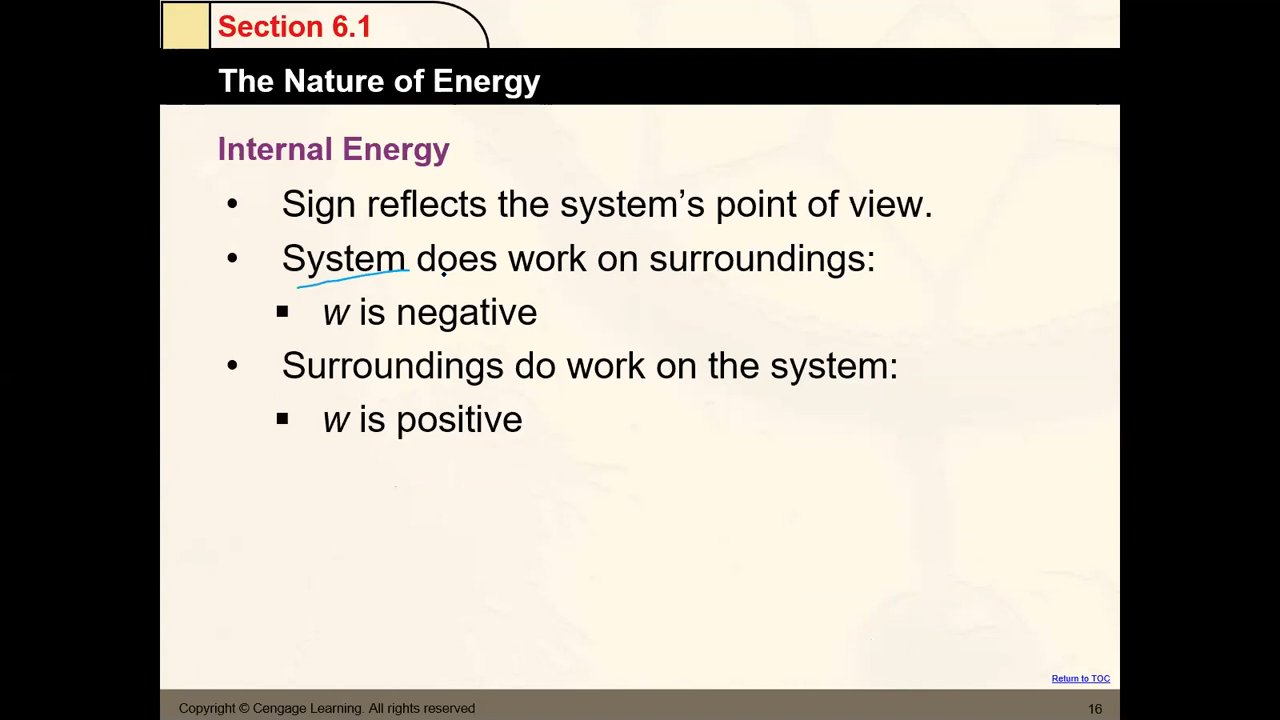 Section 6.1
The Nature of Energy
Internal Energy
• Sign reflects the system’s point of view.
• System does work on surroundings:
▪ w is negative
• Surroundings do work on the system:
▪ w is positive
Return to TOC
Copyright © Cengage Learning. All rights reserved
16